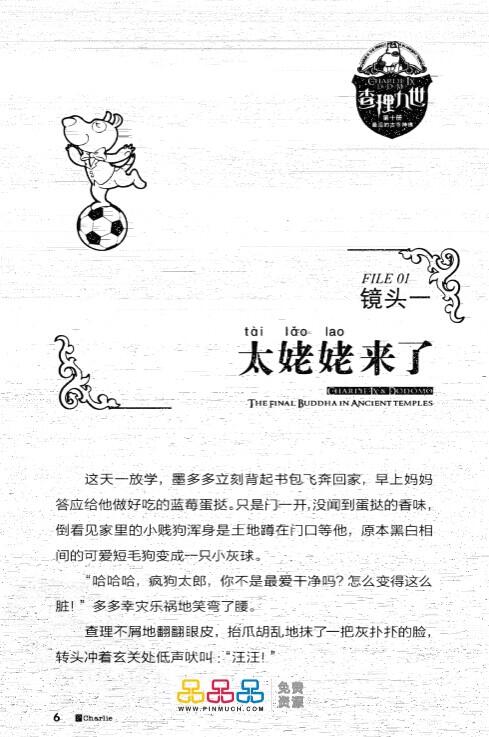 CHARLIE IX
DODOMO
查理九世
第十册
最后的古寺神佛
FILE 01
镜头一
tài lǎo lao
太姥姥来了
CHARLIE IX & DODOMO
THE FINAL BUDDHA IN ANCIENT TEMPLES
这天一放学，墨多多立刻背起书包飞奔回家，早上妈妈
答应给他做好吃的蓝莓蛋挞。只是门一开，没闻到蛋挞的香味，
倒看见家里的小贱狗浑身是土地蹲在门口等他，原本黑白相
间的可爱短毛狗变成一只小灰球。
“哈哈哈，疯狗太郎，你不是最爱干净吗？怎么变得这么
脏！”多多幸灾乐祸地笑弯了腰。
查理不屑地翻翻眼皮，抬爪胡乱地抹了一把灰扑扑的脸，
转头冲着玄关处低声吠叫：“汪汪！”
品品品 免费
WWW.PINMUCH.COM 资源
6 Charlie